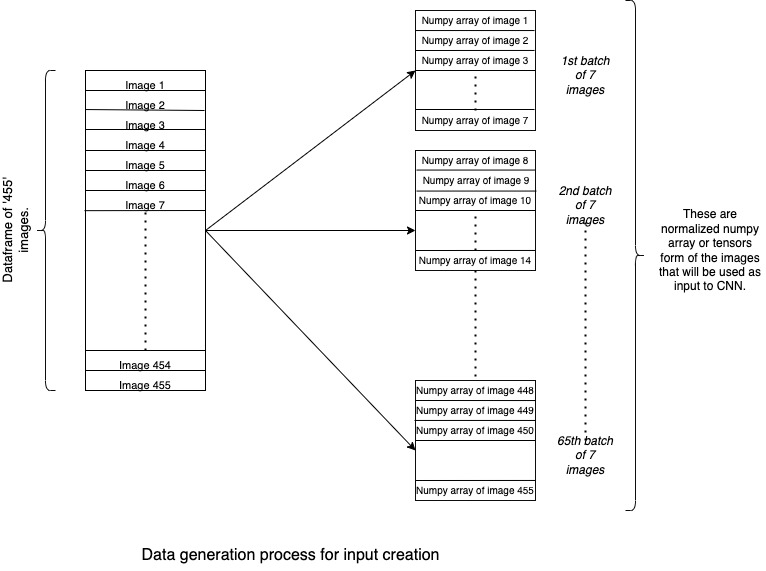 Dataframe of '455'
images.
Image 1
Image 2
Image 3
Image 4
Image 5
Image 6
Image 7
Image 454
Image 455
Numpy array of image 1
Numpy array of image 2
Numpy array of image 3
Numpy array of image 7
1st batch
of 7
images
Numpy array of image 8
Numpy array of image 9
Numpy array of image 10
Numpy array of image 14
2nd batch
of 7
images
Numpy array of image 448
Numpy array of image 449
Numpy array of image 450
Numpy array of image 455
65th batch
of 7
images
These are
normalized numpy
array or tensors
form of the images
that will be used as
input to CNN.
Data generation process for input creation